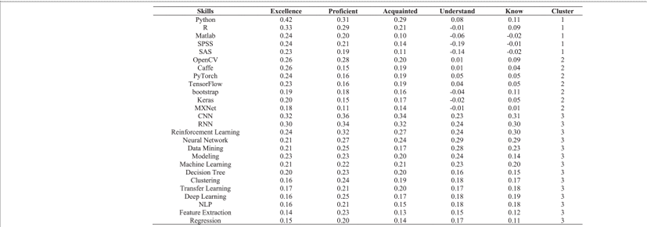 Skills Excellence Proficient Acquainted Understand Know Cluster
Python 0.42 0.31 0.29 0.08 0.11 1
R 0.33 0.29 0.21 -0.01 0.09 1
Matlab 0.24 0.20 0.10 -0.06 -0.02 1
SPSS 0.24 0.21 0.14 -0.19 -0.01 1
SAS 0.23 0.19 0.11 -0.14 -0.02 1
OpenCV 0.26 0.28 0.20 0.01 0.09 2
Caffe 0.26 0.15 0.19 0.01 0.04 2
PyTorch 0.24 0.16 0.19 0.05 0.05 2
TensorFlow 0.23 0.16 0.19 0.04 0.05 2
bootstrap 0.19 0.18 0.16 -0.04 0.11 2
Keras 0.20 0.15 0.17 -0.02 0.05 2
MXNet 0.18 0.11 0.14 -0.01 0.01 2
CNN 0.32 0.36 0.34 0.23 0.31 3
RNN 0.30 0.34 0.32 0.24 0.30 3
Reinforcement Learning 0.24 0.32 0.27 0.24 0.30 3
Neural Network 0.21 0.27 0.24 0.29 0.29 3
Data Mining 0.21 0.25 0.17 0.28 0.23 3
Modeling 0.23 0.23 0.20 0.24 0.14 3
Machine Learning 0.21 0.22 0.21 0.23 0.20 3
Decision Tree 0.20 0.23 0.20 0.16 0.15 3
Clustering 0.16 0.24 0.19 0.18 0.17 3
Transfer Learning 0.17 0.21 0.20 0.17 0.18 3
Deep Learning 0.16 0.25 0.17 0.18 0.19 3
NLP 0.16 0.21 0.15 0.18 0.18 3
Feature Extraction 0.14 0.23 0.13 0.15 0.12 3
Regression 0.15 0.20 0.14 0.17 0.11 3